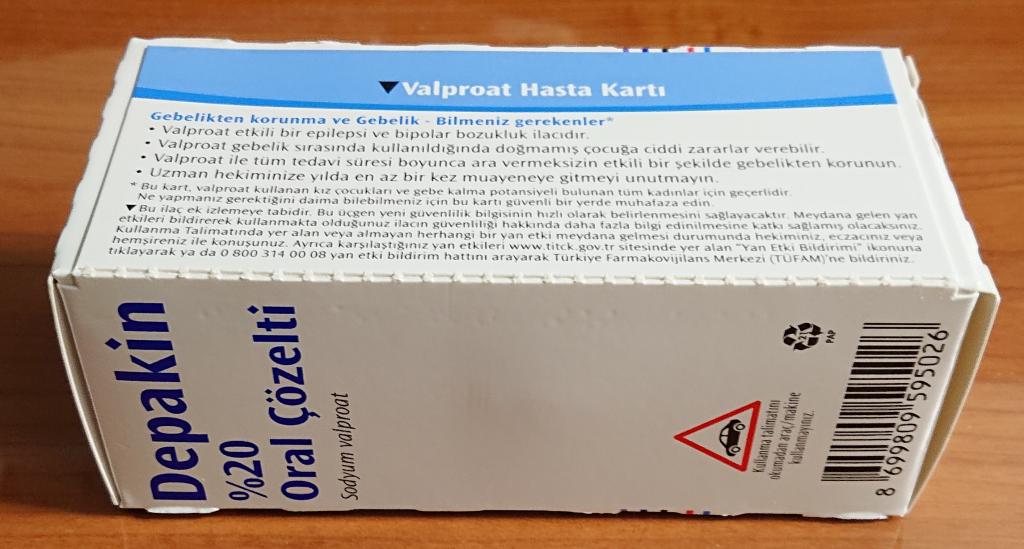 ▼Valproat Hasta Kartı
Gebelikten korunma ve Gebelik - Bilmeniz gerekenler*
• Valproat etkili bir epilepsi ve bipolar bozukluk ilacıdır.
• Valproat gebelik sırasında kullanıldığında doğmamış çocuğa ciddi zararlar verebilir.
• Valproat ile tüm tedavi süresi boyunca ara vermeksizin etkili bir şekilde gebelikten korunun.
• Uzman hekiminize yılda en az bir kez muayeneye gitmeyi unutmayın.
* Bu kart, valproat kullanan kız çocukları ve gebe kalma potansiyeli bulunan tüm kadınlar için geçerlidir.
Ne yapmanız gerektiğini daima bilebilmeniz için bu kartı güvenli bir yerde muhafaza edin.
▼Bu ilaç ek izlemeye tabidir. Bu üçgen yeni güvenlilik bilgisinin hızlı olarak belirlenmesini sağlayacaktır. Meydana gelen yan
etkileri bildirerek kullanmakta olduğunuz ilacın güvenliliği hakkında daha fazla bilgi edinilmesine katkı sağlamış olacaksınız.
Kullanma Talimatında yer alan veya almayan herhangi bir yan etki meydana gelmesi durumunda hekiminiz, eczacınız veya
hemşireniz ile konuşunuz. Ayrıca karşılaştığınız yan etkileri www.titck.gov.tr sitesinde yer alan "Yan Etki Bildirimi" ikonuna
tıklayarak ya da 0 800 314 00 08 yan etki bildirim hattını arayarak Türkiye Farmakovijilans Merkezi (TÜFAM)'ne bildiriniz.
Depakin
%20
Oral Çözelti
Sodyum valproat
Kullanma talimatını
okumadan araç/makine
kullanmayınız.
21
PAP
8 699809 595026